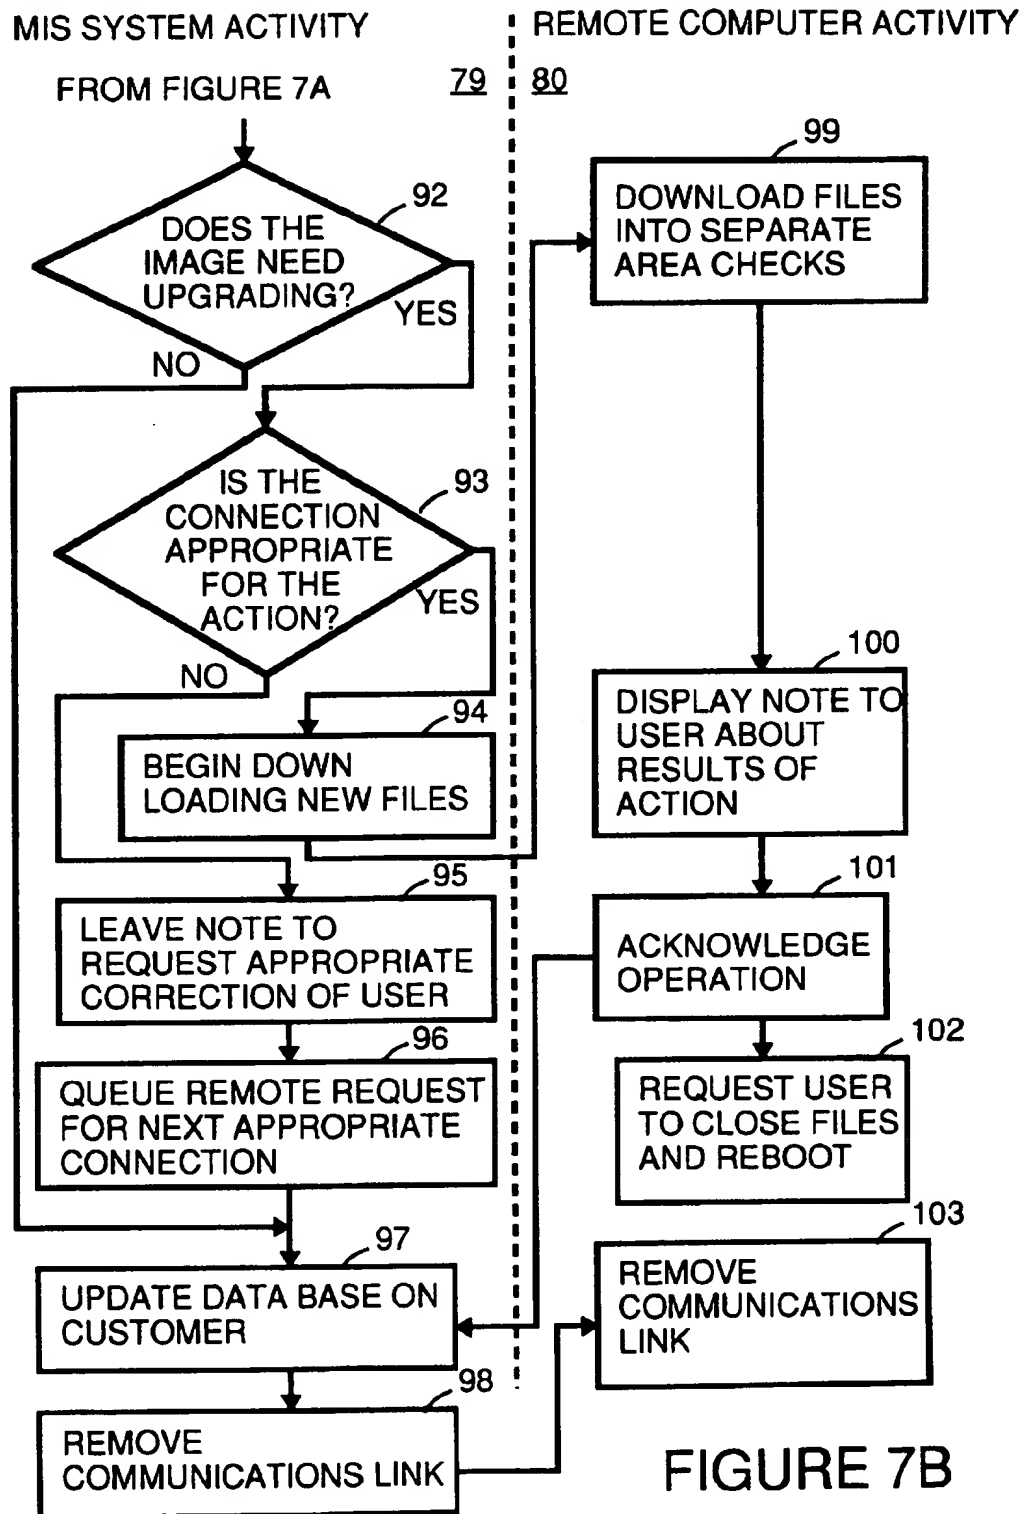 MIS SYSTEM ACTIVITY
REMOTE COMPUTER ACTIVITY
FROM FIGURE 7A
79
80
92
DOES THE
IMAGE NEED
UPGRADING?
YES
NO
93
IS THE
CONNECTION
APPROPRIATE
FOR THE
ACTION?
YES
NO
94
BEGIN DOWN
LOADING NEW FILES
95
LEAVE NOTE TO
REQUEST APPROPRIATE
CORRECTION OF USER
96
QUEUE REMOTE REQUEST
FOR NEXT APPROPRIATE
CONNECTION
97
UPDATE DATA BASE ON
CUSTOMER
98
REMOVE
COMMUNICATIONS LINK
99
DOWNLOAD FILES
INTO SEPARATE
AREA CHECKS
100
DISPLAY NOTE TO
USER ABOUT
RESULTS OF
ACTION
101
ACKNOWLEDGE
OPERATION
102
REQUEST USER
TO CLOSE FILES
AND REBOOT
103
REMOVE
COMMUNICATIONS
LINK
FIGURE 7B